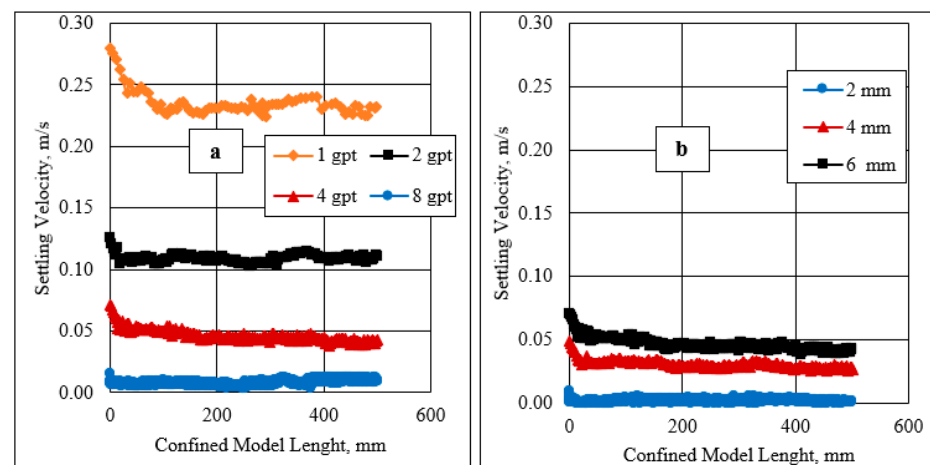 Settling Velocity, m/s
0.30
0.25
0.20
0.15
0.10
0.05
0.00
a
1 gpt
2 gpt
4 gpt
8 gpt
0 200 400 600
Confined Model Lenght, mm
Settling Velocity, m/s
0.30
0.25
0.20
0.15
0.10
0.05
0.00
b
2 mm
4 mm
6 mm
0 200 400 600
Confined Model Lenght, mm